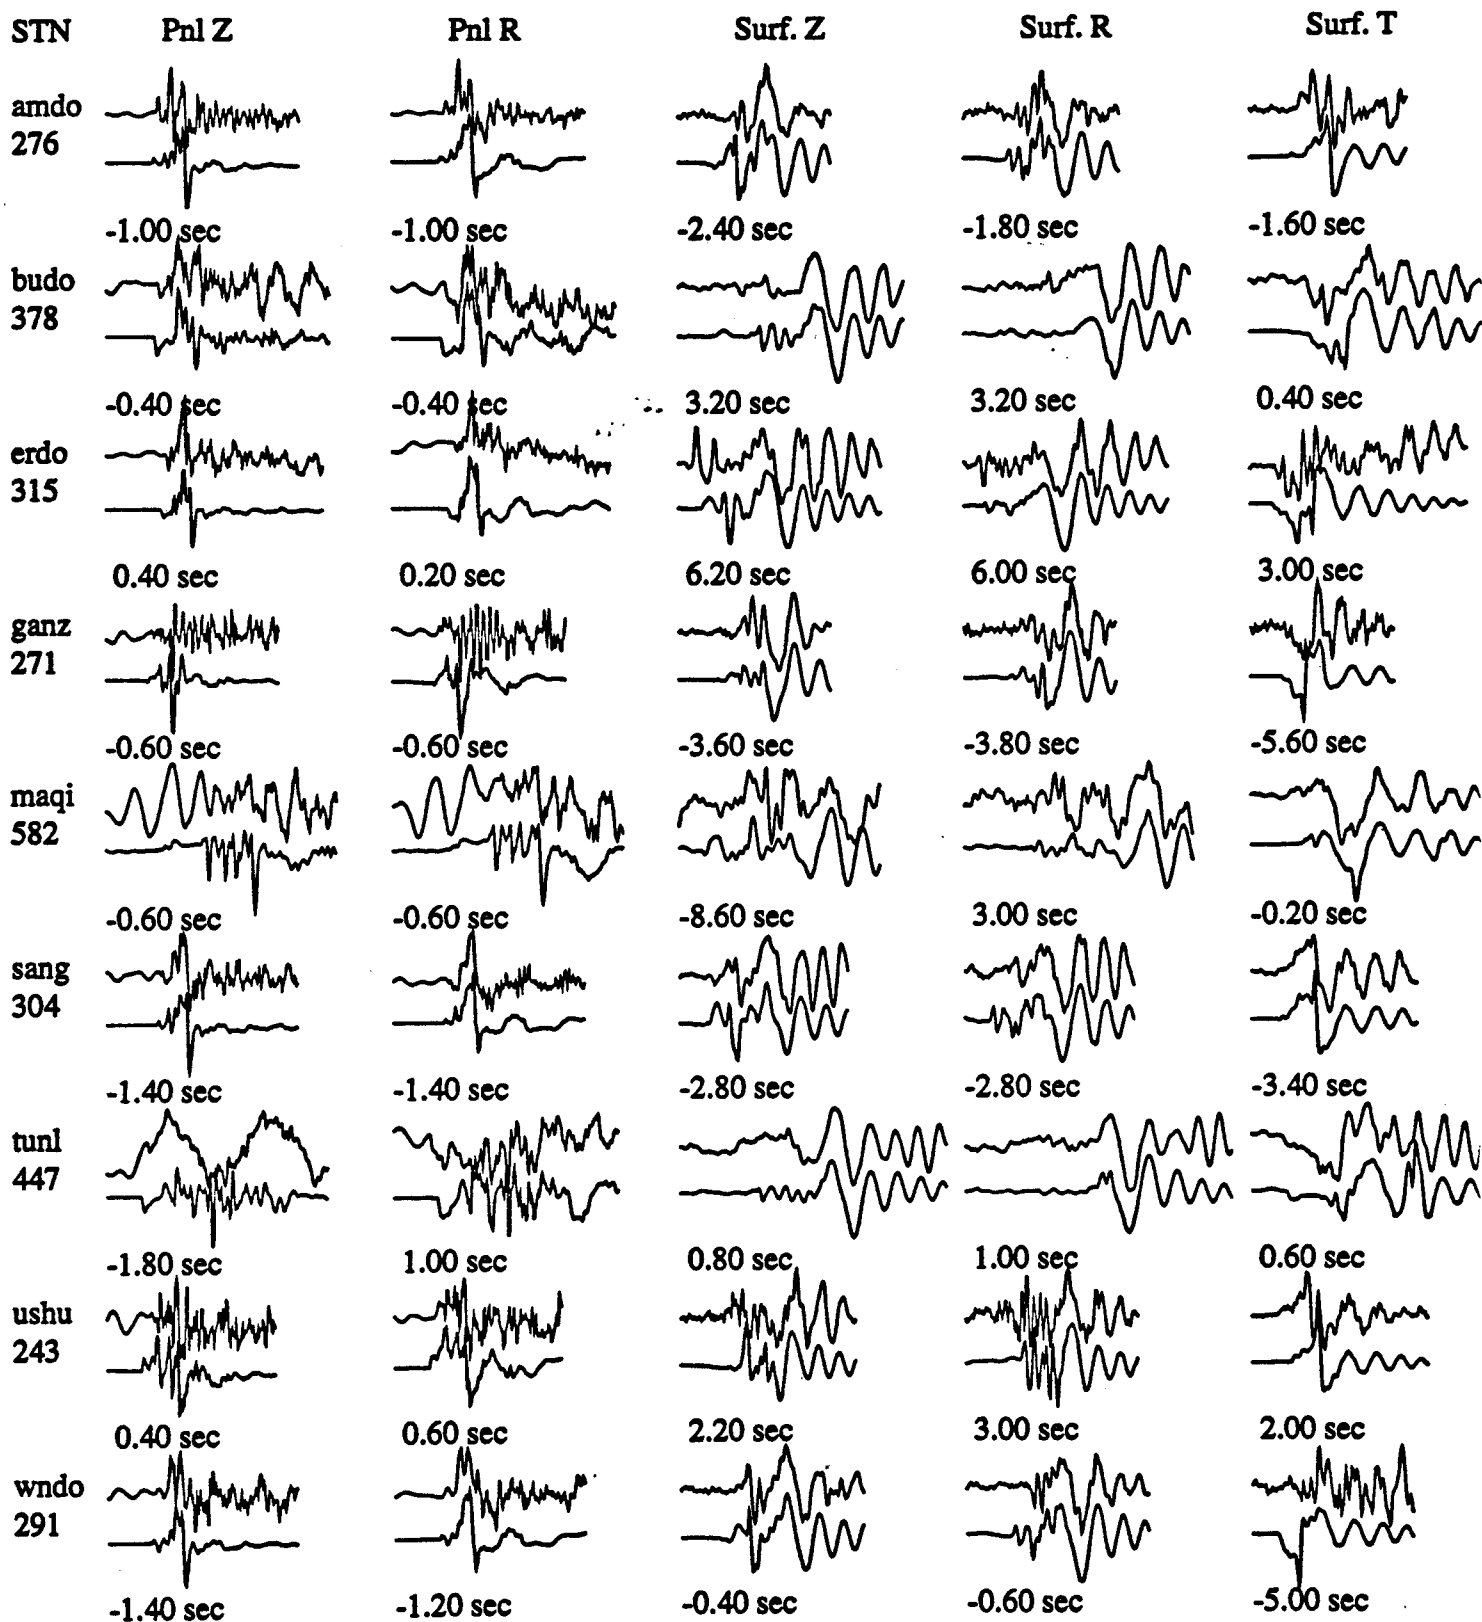 STN Pnl Z Pnl R Surf. Z Surf. R Surf. T
amdo
276
-1.00 sec -1.00 sec -2.40 sec -1.80 sec -1.60 sec
budo
378
-0.40 sec -0.40 sec 3.20 sec 3.20 sec 0.40 sec
erdo
315
0.40 sec 0.20 sec 6.20 sec 6.00 sec 3.00 sec
ganz
271
-0.60 sec -0.60 sec -3.60 sec -3.80 sec -5.60 sec
maqi
582
-0.60 sec -0.60 sec -8.60 sec 3.00 sec -0.20 sec
sang
304
-1.40 sec -1.40 sec -2.80 sec -2.80 sec -3.40 sec
tunl
447
-1.80 sec 1.00 sec 0.80 sec 1.00 sec 0.60 sec
ushu
243
0.40 sec 0.60 sec 2.20 sec 3.00 sec 2.00 sec
wndo
291
-1.40 sec -1.20 sec -0.40 sec -0.60 sec -5.00 sec